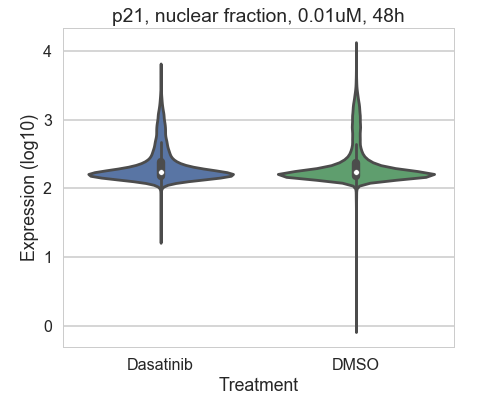 p21, nuclear fraction, 0.01uM, 48h
Expression (log10)
4
3
2
1
0
Dasatinib DMSO
Treatment